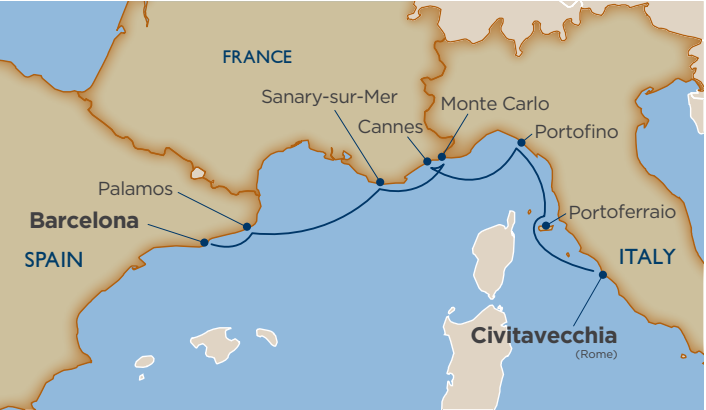 FRANCE
Sanary-sur-Mer
Monte Carlo
Cannes
Portofino
Palamos
Barcelona
Portoferraio
SPAIN
ITALY
Civitavecchia
(Rome)